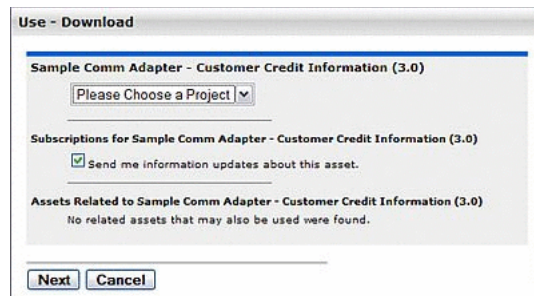 Use - Download
Sample Comm Adapter - Customer Credit Information (3.0)
Please Choose a Project
Subscriptions for Sample Comm Adapter - Customer Credit Information (3.0)
Send me information updates about this asset.
Assets Related to Sample Comm Adapter - Customer Credit Information (3.0)
No related assets that may also be used were found.
Next Cancel